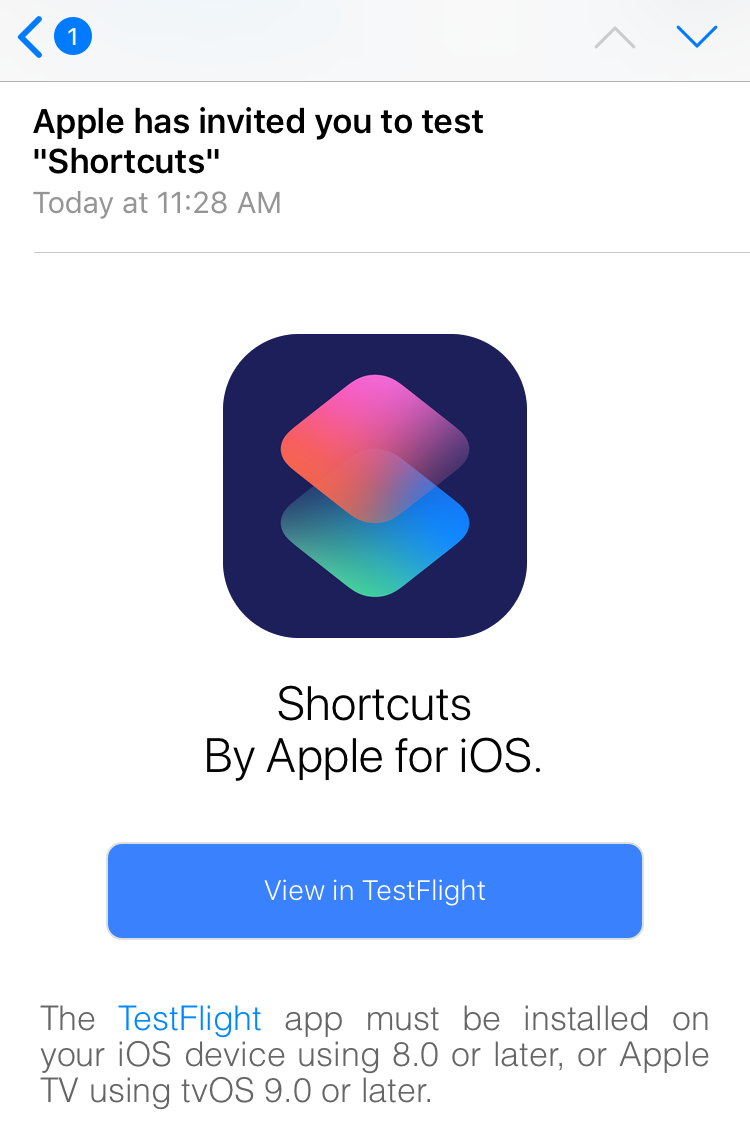 1
Apple has invited you to test
"Shortcuts"
Today at 11:28 AM
Shortcuts
By Apple for iOS.
View in TestFlight
The TestFlight app must be installed on
your iOS device using 8.0 or later, or Apple
TV using tvOS 9.0 or later.